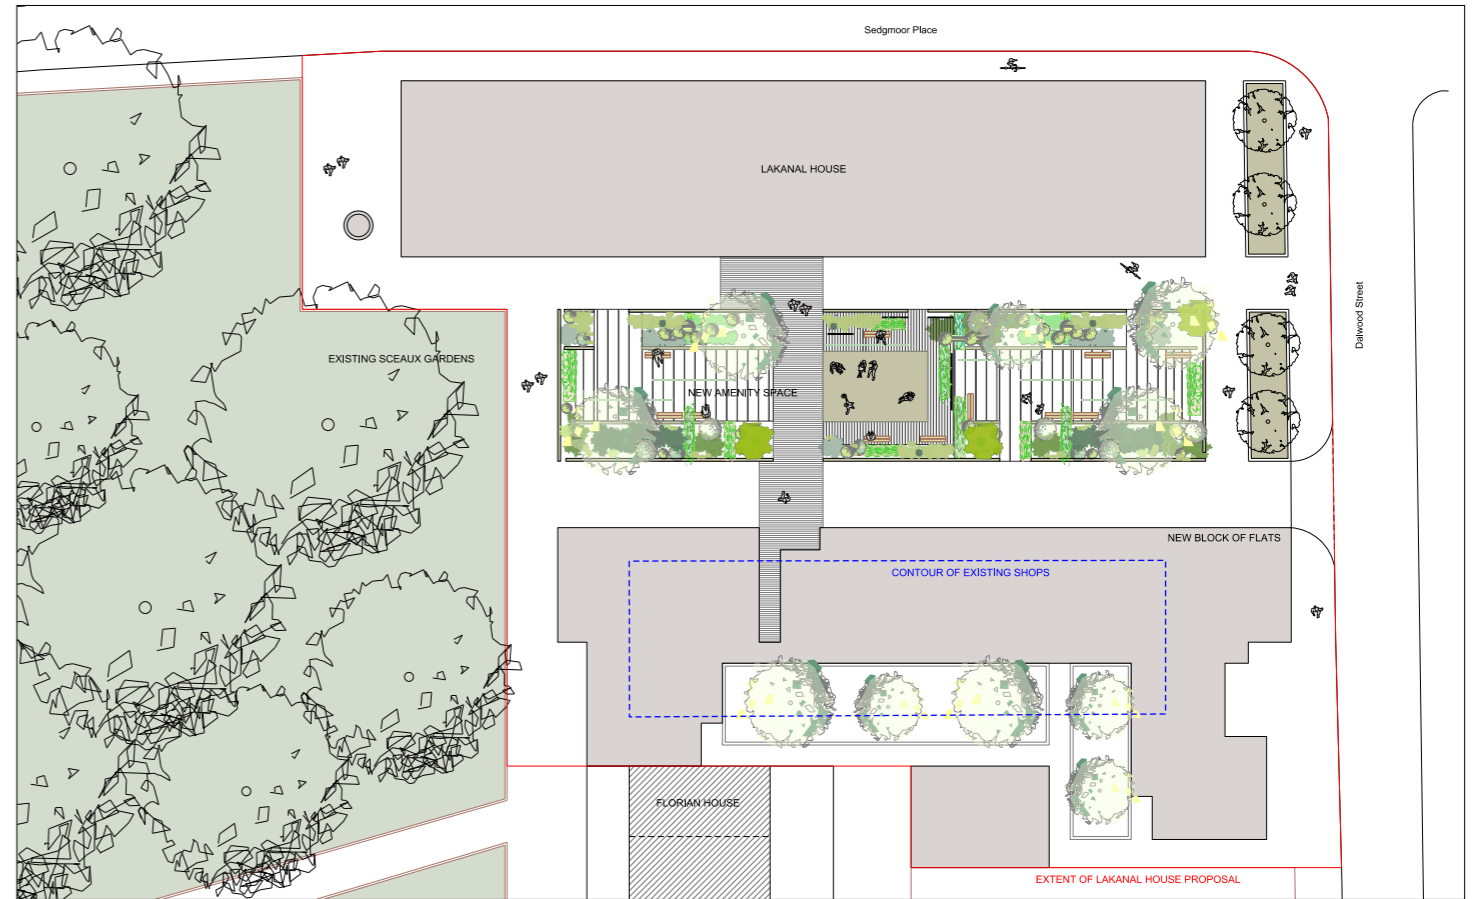 Sedgmoor Place
LAKANAL HOUSE
Dalwood Street
EXISTING SCEAUX GARDENS
NEW AMENITY SPACE
NEW BLOCK OF FLATS
CONTOUR OF EXISTING SHOPS
FLORIAN HOUSE
EXTENT OF LAKANAL HOUSE PROPOSAL